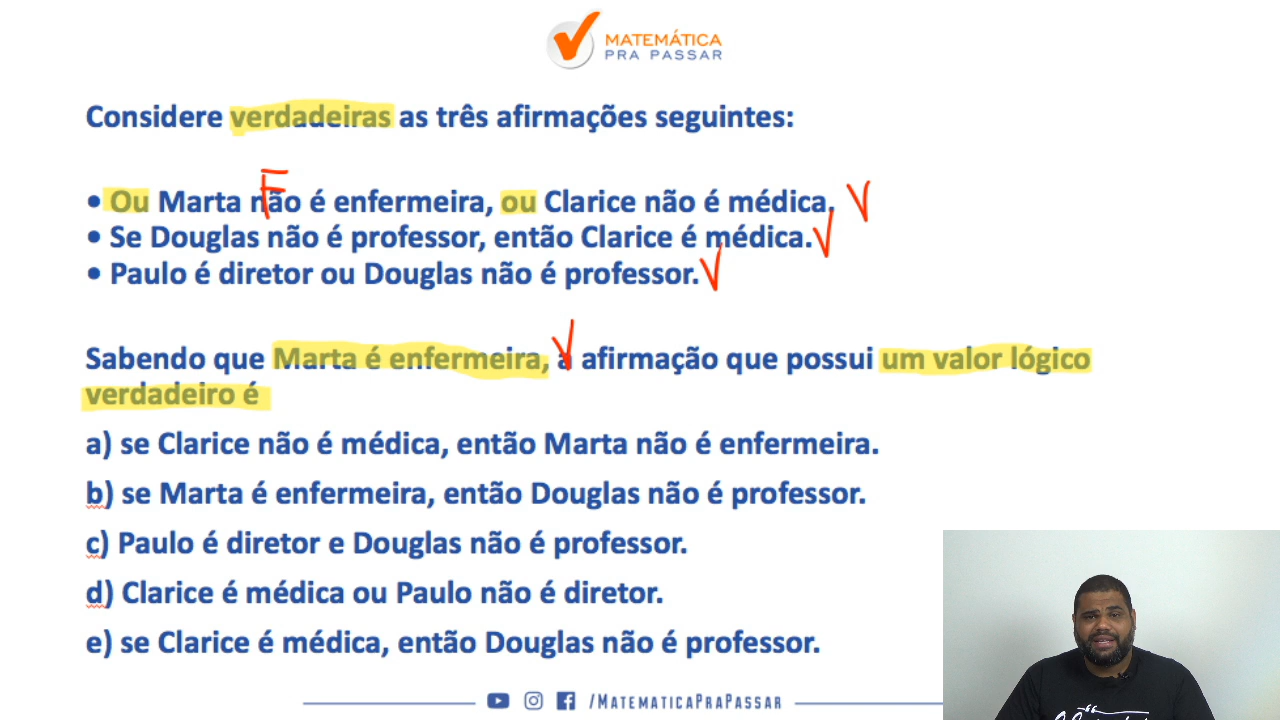 MATEMÁTICA
PRA PASSAR
Considere verdadeiras as três afirmações seguintes:
F
• Ou Marta não é enfermeira, ou Clarice não é médica. V
• Se Douglas não é professor, então Clarice é médica. V
• Paulo é diretor ou Douglas não é professor. V
V
Sabendo que Marta é enfermeira, a afirmação que possui um valor lógico
verdadeiro é
a) se Clarice não é médica, então Marta não é enfermeira.
b) se Marta é enfermeira, então Douglas não é professor.
c) Paulo é diretor e Douglas não é professor.
d) Clarice é médica ou Paulo não é diretor.
e) se Clarice é médica, então Douglas não é professor.
/MATEMATICAPRAPASSAR